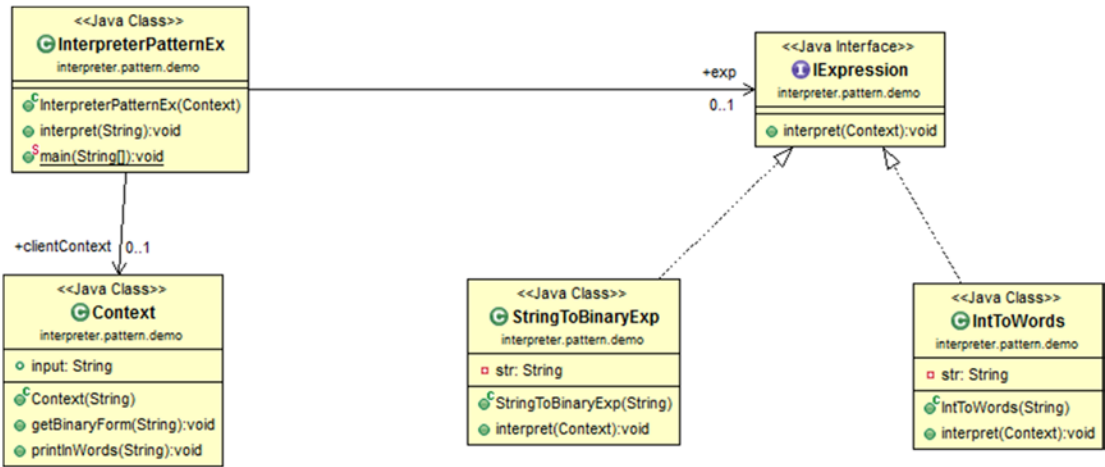 <<Java Class>>
InterpreterPatternEx
interpreter.pattern.demo
InterpreterPatternEx(Context)
interpret(String):void
main(String[]):void
+exp
0..1
<<Java Interface>>
IExpression
interpreter.pattern.demo
interpret(Context):void
+clientContext
0..1
<<Java Class>>
Context
interpreter.pattern.demo
input: String
Context(String)
getBinaryForm(String):void
printInWords(String):void
<<Java Class>>
StringToBinaryExp
interpreter.pattern.demo
str: String
StringToBinaryExp(String)
interpret(Context):void
<<Java Class>>
IntToWords
interpreter.pattern.demo
str: String
IntToWords(String)
interpret(Context):void